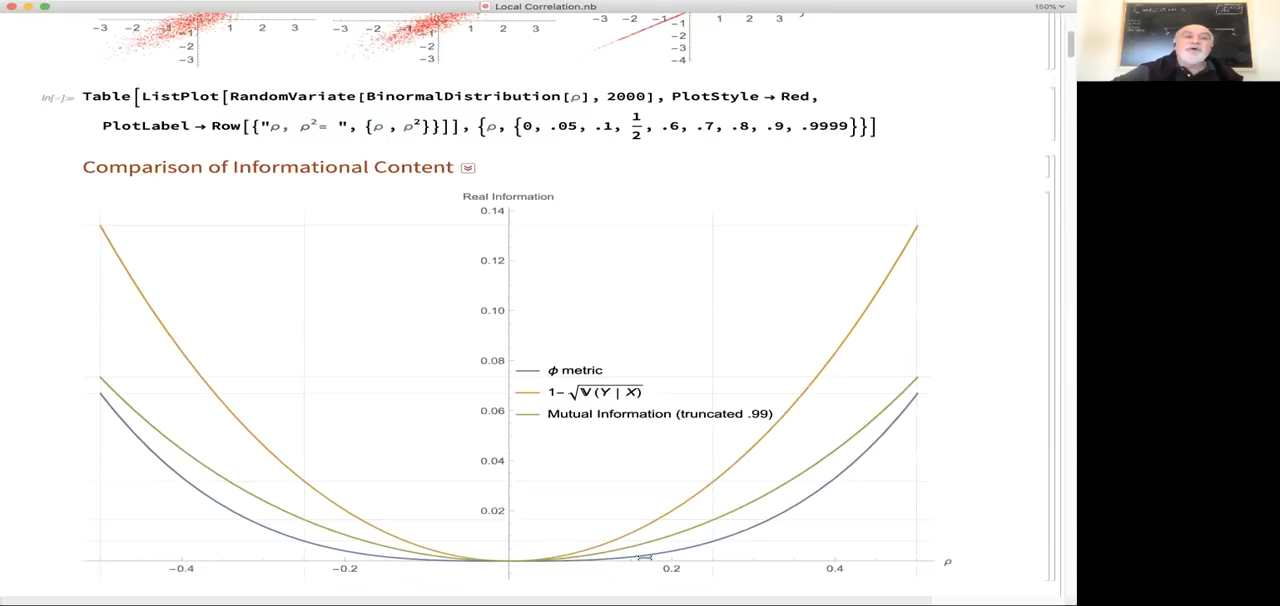 Local Correlation.nb
150%
-3 -2 1 2 3
-1
-2
-3
-3 -2 1 2 3
-1
-2
-3
-3 -2 -1 1 2 3
-1
-2
-3
-4
In[-]:= Table[ListPlot[RandomVariate[BinormalDistribution[ρ], 2000], PlotStyle → Red,
PlotLabel → Row[{"ρ, ρ²= ", {ρ , ρ²}}]], {ρ, {0, .05, .1, 1/2, .6, .7, .8, .9, .9999}}]
Comparison of Informational Content
Real Information
0.14
0.12
0.10
0.08
ϕ metric
1- √𝕍(Y | X)
0.06
Mutual Information (truncated .99)
0.04
0.02
-0.4 -0.2 0.2 0.4
ρ